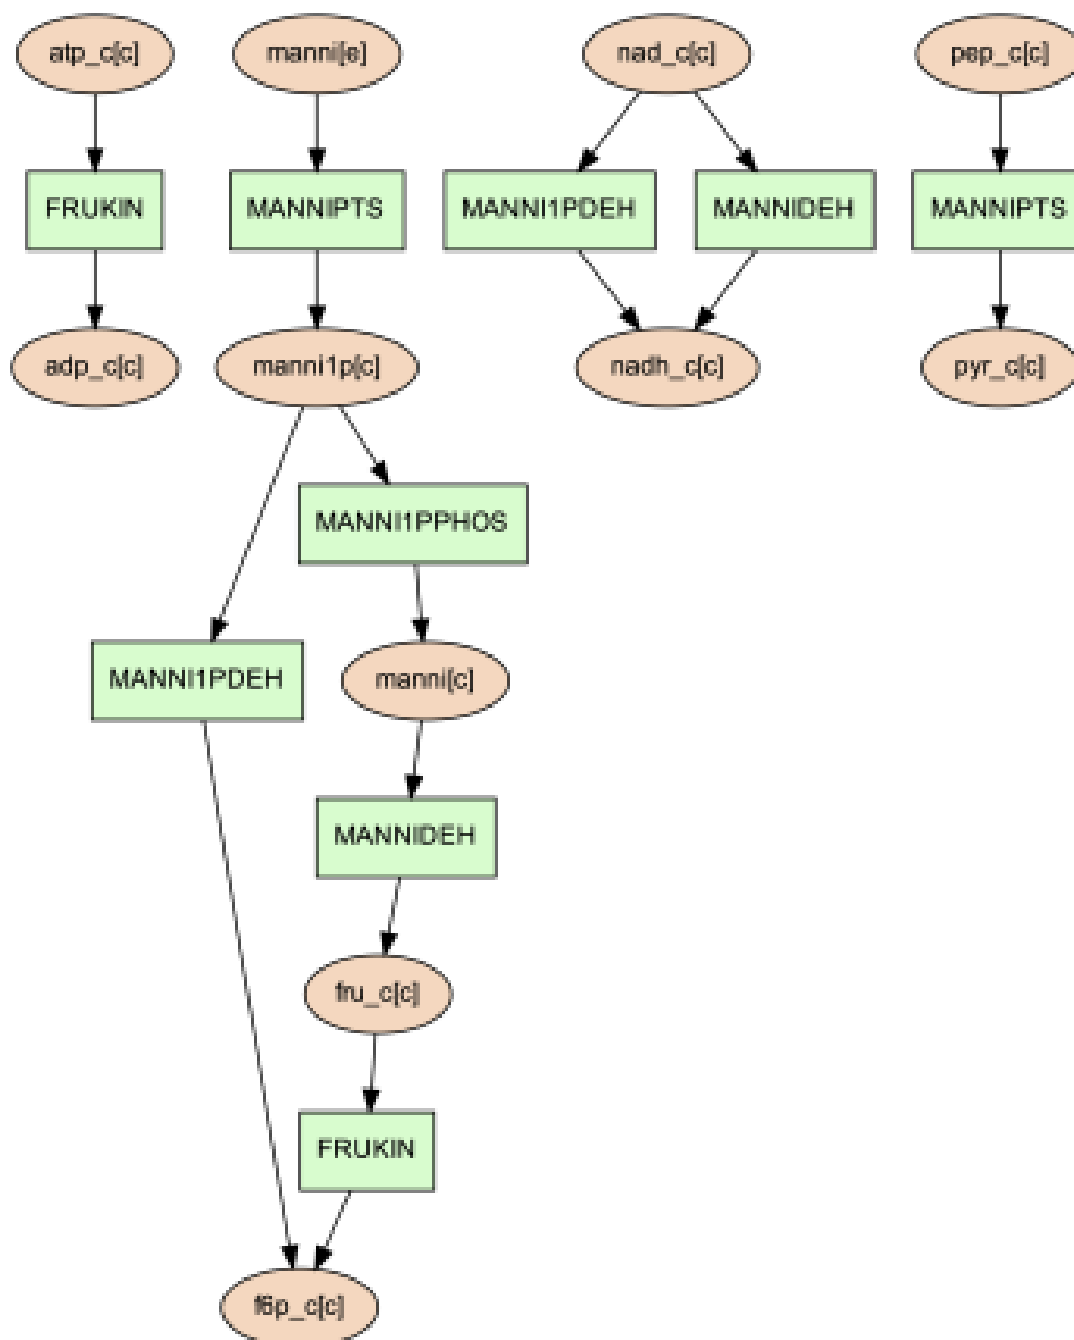 atp_c[c] manni[e] nad_c[c] pep_c[c]
FRUKIN MANNIPTS MANNI1PDEH MANNIDEH MANNIPTS
adp_c[c] manni1p[c] nadh_c[c] pyr_c[c]
MANNI1PPHOS
MANNI1PDEH manni[c]
MANNIDEH
fru_c[c]
FRUKIN
f6p_c[c]